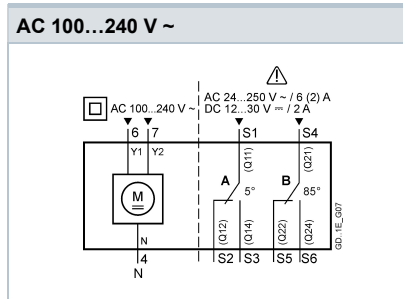 AC 100…240 V ~
AC 100...240 V ~
AC 24...250 V ~ / 6 (2) A
DC 12...30 V ⎓ / 2 A
6 7 S1 S4
Y1 Y2 (Q11) (Q21)
A 5° B 85°
M
N (Q12) (Q14) (Q22) (Q24)
4 S2 S3 S5 S6
N
GD..1E_G07